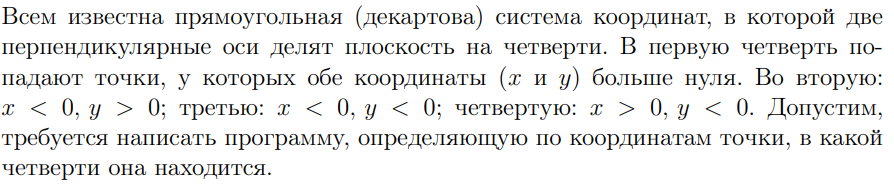 Всем известна прямоугольная (декартова) система координат, в которой две
перпендикулярные оси делят плоскость на четверти. В первую четверть по-
падают точки, у которых обе координаты (x и y) больше нуля. Во вторую:
x < 0, y > 0; третью: x < 0, y < 0; четвертую: x > 0, y < 0. Допустим,
требуется написать программу, определяющую по координатам точки, в какой
четверти она находится.